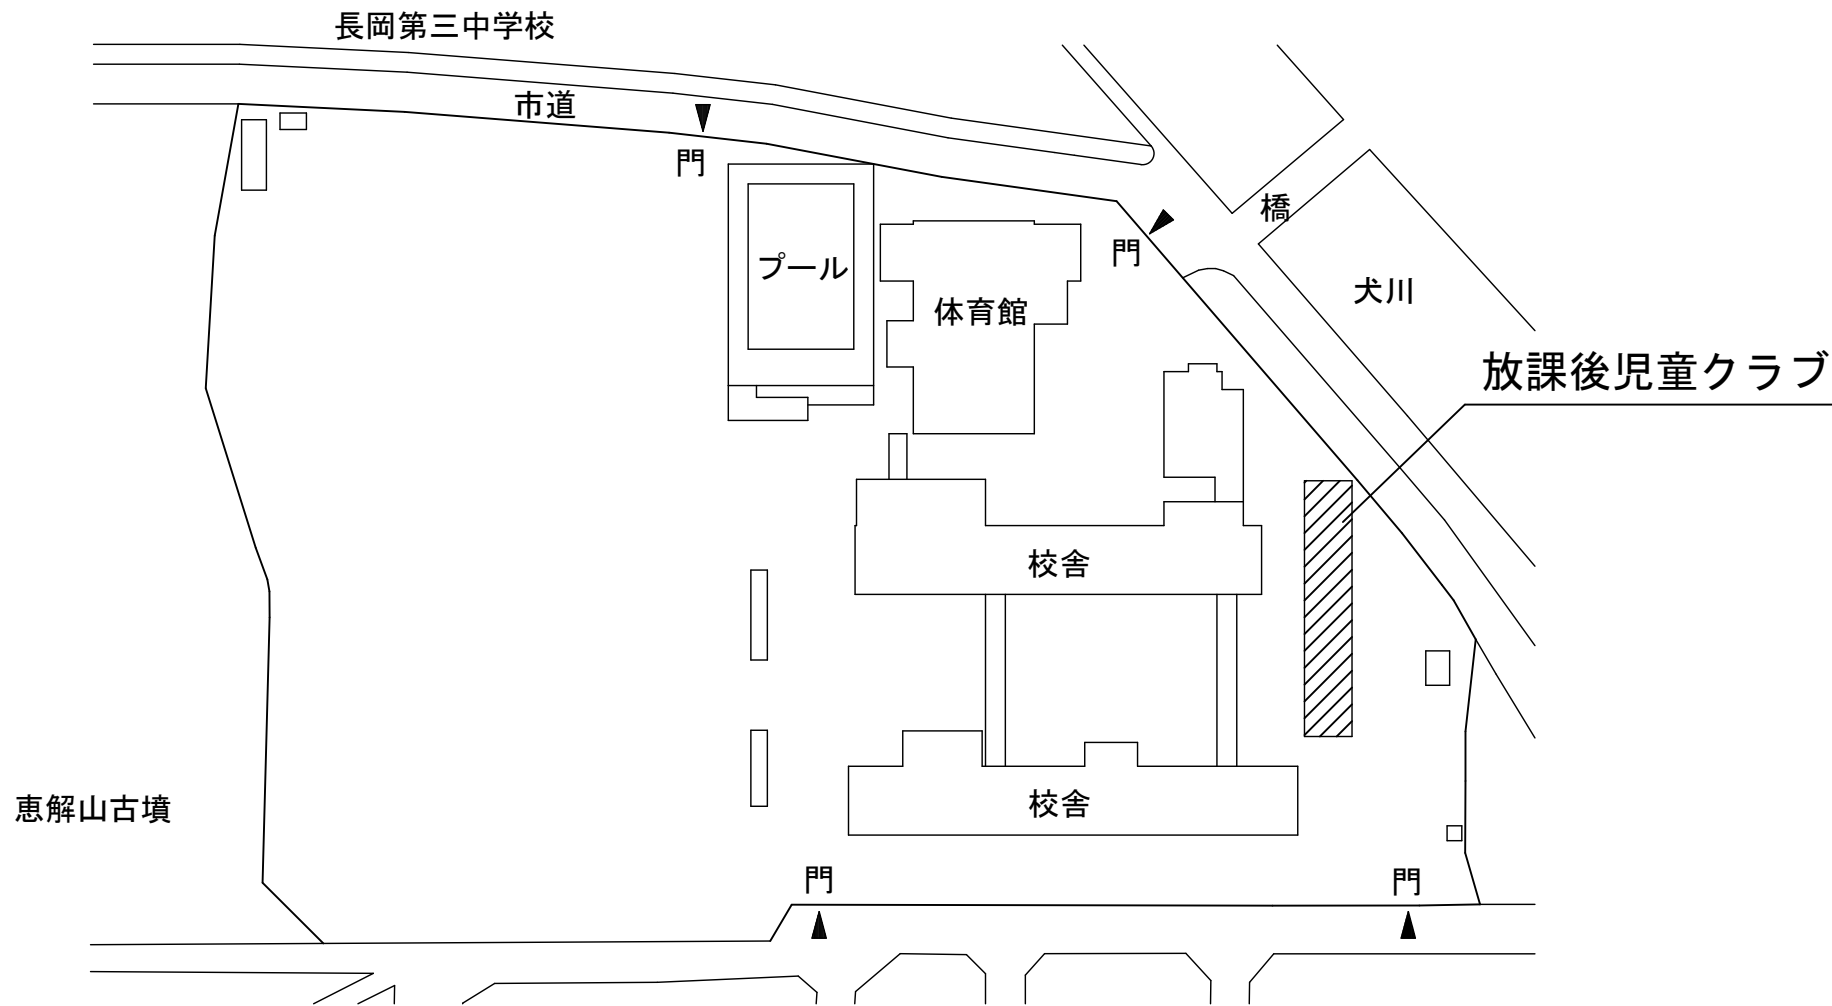 長岡第三中学校
市道
門
橋
門
プール
犬川
体育館
放課後児童クラブ
校舎
校舎
恵解山古墳
門
門